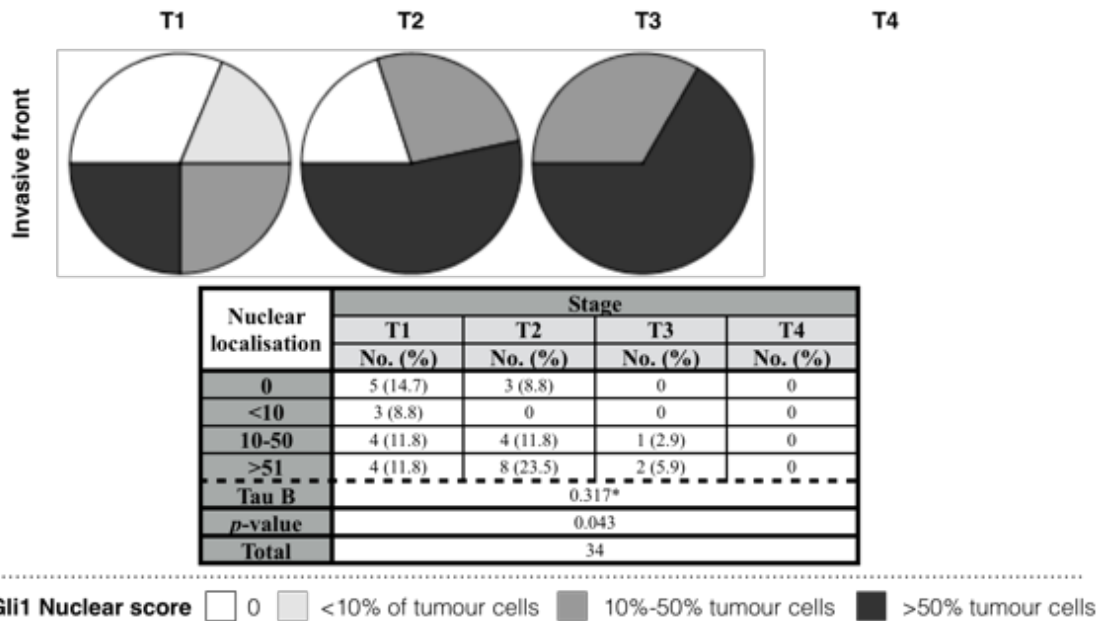 T1 T2 T3 T4
Invasive front
Nuclear localisation Stage
T1 T2 T3 T4
No. (%) No. (%) No. (%) No. (%)
0 5 (14.7) 3 (8.8) 0 0
<10 3 (8.8) 0 0 0
10-50 4 (11.8) 4 (11.8) 1 (2.9) 0
>51 4 (11.8) 8 (23.5) 2 (5.9) 0
Tau B 0.317*
p-value 0.043
Total 34
Gli1 Nuclear score 0 <10% of tumour cells 10%-50% tumour cells >50% tumour cells